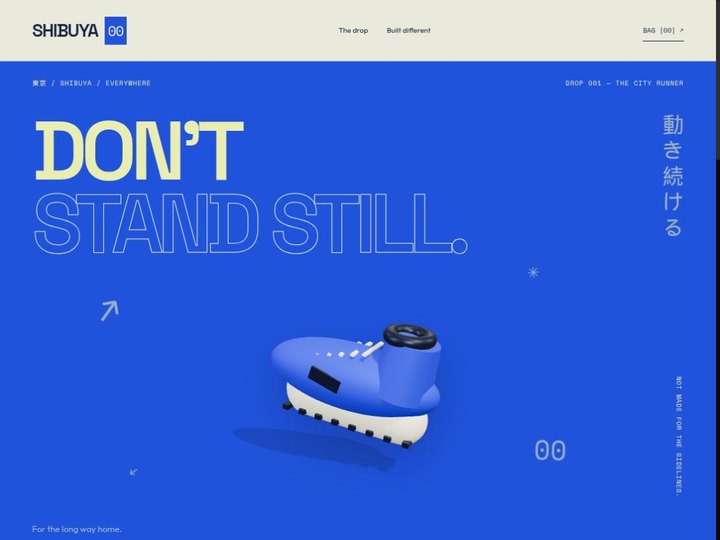 SHIBUYA 00
The drop
Built different
BAG [00] ↗
東京 / SHIBUYA / EVERYWHERE
DROP 001 — THE CITY RUNNER
DON'T
STAND STILL.
動き続ける
00
NOT MADE FOR THE SIDELINES.
For the long way home.